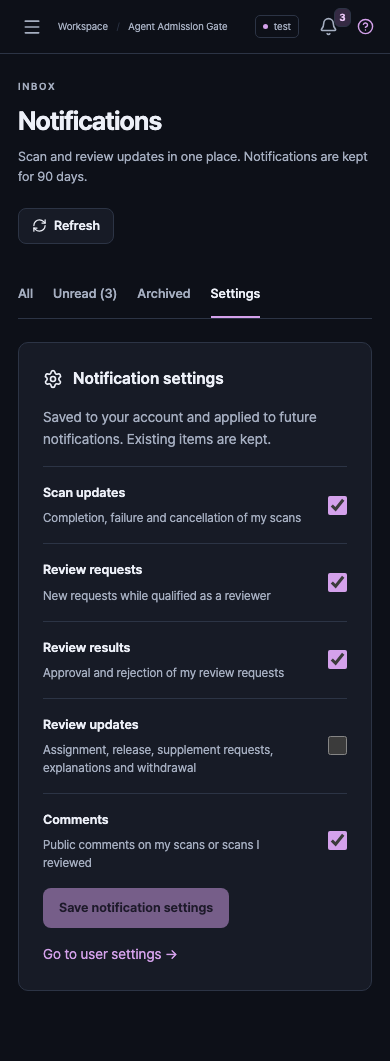 Workspace / Agent Admission Gate
test
3
INBOX
Notifications
Scan and review updates in one place. Notifications are kept
for 90 days.
Refresh
All Unread (3) Archived Settings
Notification settings
Saved to your account and applied to future
notifications. Existing items are kept.
Scan updates
Completion, failure and cancellation of my scans
Review requests
New requests while qualified as a reviewer
Review results
Approval and rejection of my review requests
Review updates
Assignment, release, supplement requests,
explanations and withdrawal
Comments
Public comments on my scans or scans I
reviewed
Save notification settings
Go to user settings →